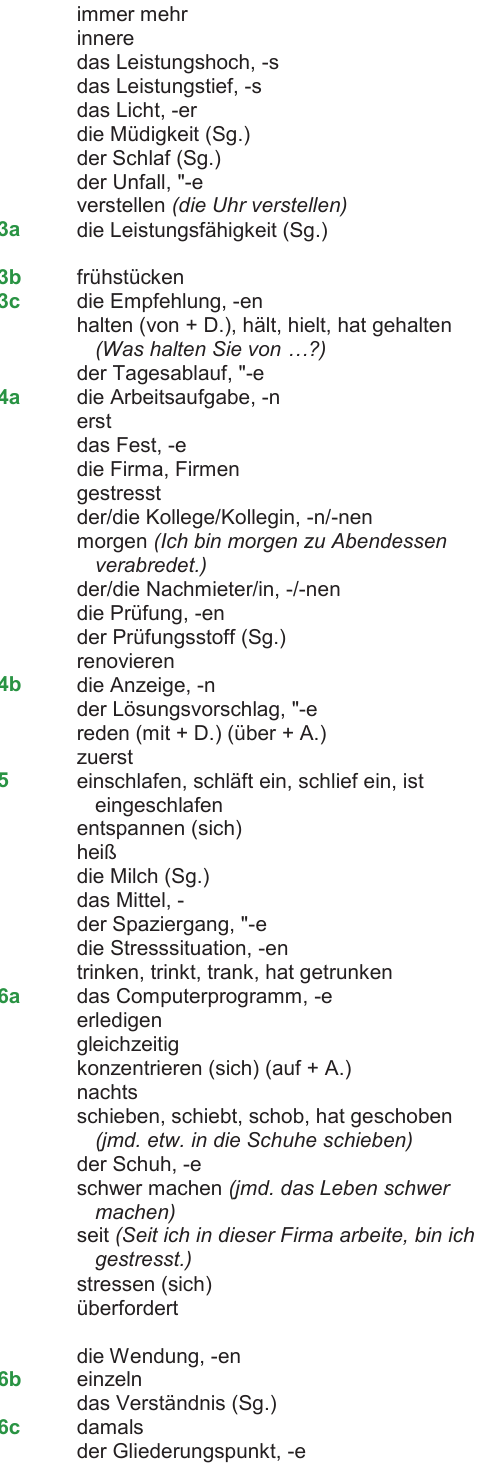 immer mehr
innere
das Leistungshoch, -s
das Leistungstief, -s
das Licht, -er
die Müdigkeit (Sg.)
der Schlaf (Sg.)
der Unfall, "-e
verstellen (die Uhr verstellen)
3a die Leistungsfähigkeit (Sg.)
3b frühstücken
3c die Empfehlung, -en
halten (von + D.), hält, hielt, hat gehalten
(Was halten Sie von …?)
der Tagesablauf, "-e
4a die Arbeitsaufgabe, -n
erst
das Fest, -e
die Firma, Firmen
gestresst
der/die Kollege/Kollegin, -n/-nen
morgen (Ich bin morgen zu Abendessen
verabredet.)
der/die Nachmieter/in, -/-nen
die Prüfung, -en
der Prüfungsstoff (Sg.)
renovieren
4b die Anzeige, -n
der Lösungsvorschlag, "-e
reden (mit + D.) (über + A.)
zuerst
5 einschlafen, schläft ein, schlief ein, ist
eingeschlafen
entspannen (sich)
heiß
die Milch (Sg.)
das Mittel, -
der Spaziergang, "-e
die Stresssituation, -en
trinken, trinkt, trank, hat getrunken
6a das Computerprogramm, -e
erledigen
gleichzeitig
konzentrieren (sich) (auf + A.)
nachts
schieben, schiebt, schob, hat geschoben
(jmd. etw. in die Schuhe schieben)
der Schuh, -e
schwer machen (jmd. das Leben schwer
machen)
seit (Seit ich in dieser Firma arbeite, bin ich
gestresst.)
stressen (sich)
überfordert
die Wendung, -en
6b einzeln
das Verständnis (Sg.)
6c damals
der Gliederungspunkt, -e